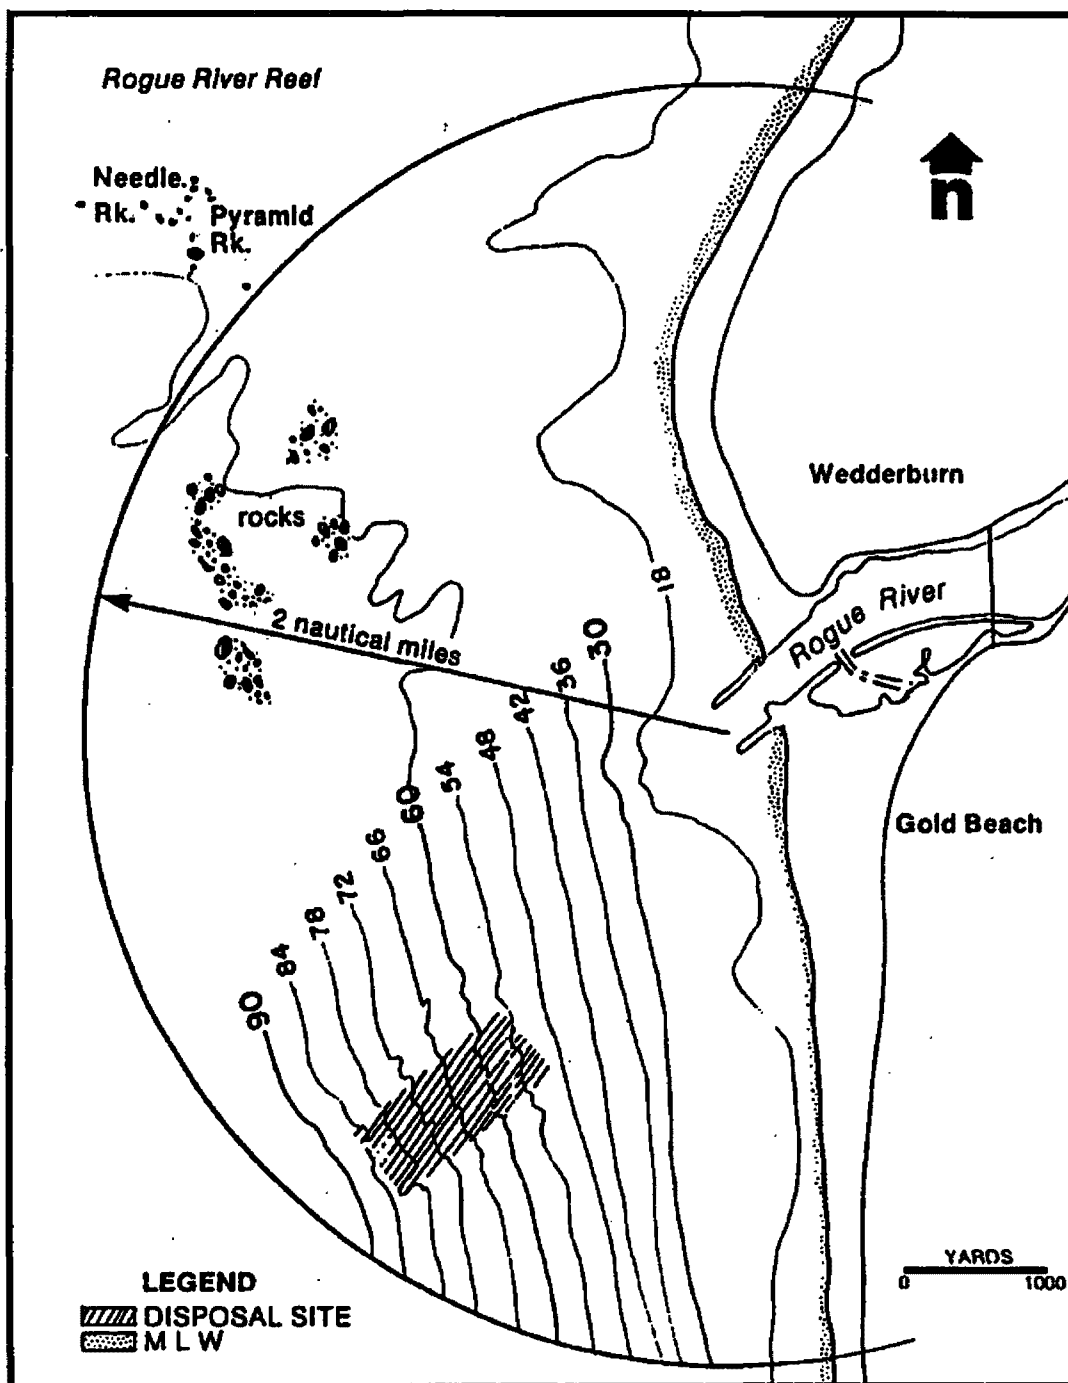 Rogue River Reef
Needle
Rk.
Pyramid
Rk.
rocks
Wedderburn
n
18
Rogue River
2 nautical miles
30
36
42
48
54
60
66
72
78
84
90
Gold Beach
YARDS
0 1000
LEGEND
DISPOSAL SITE
M L W